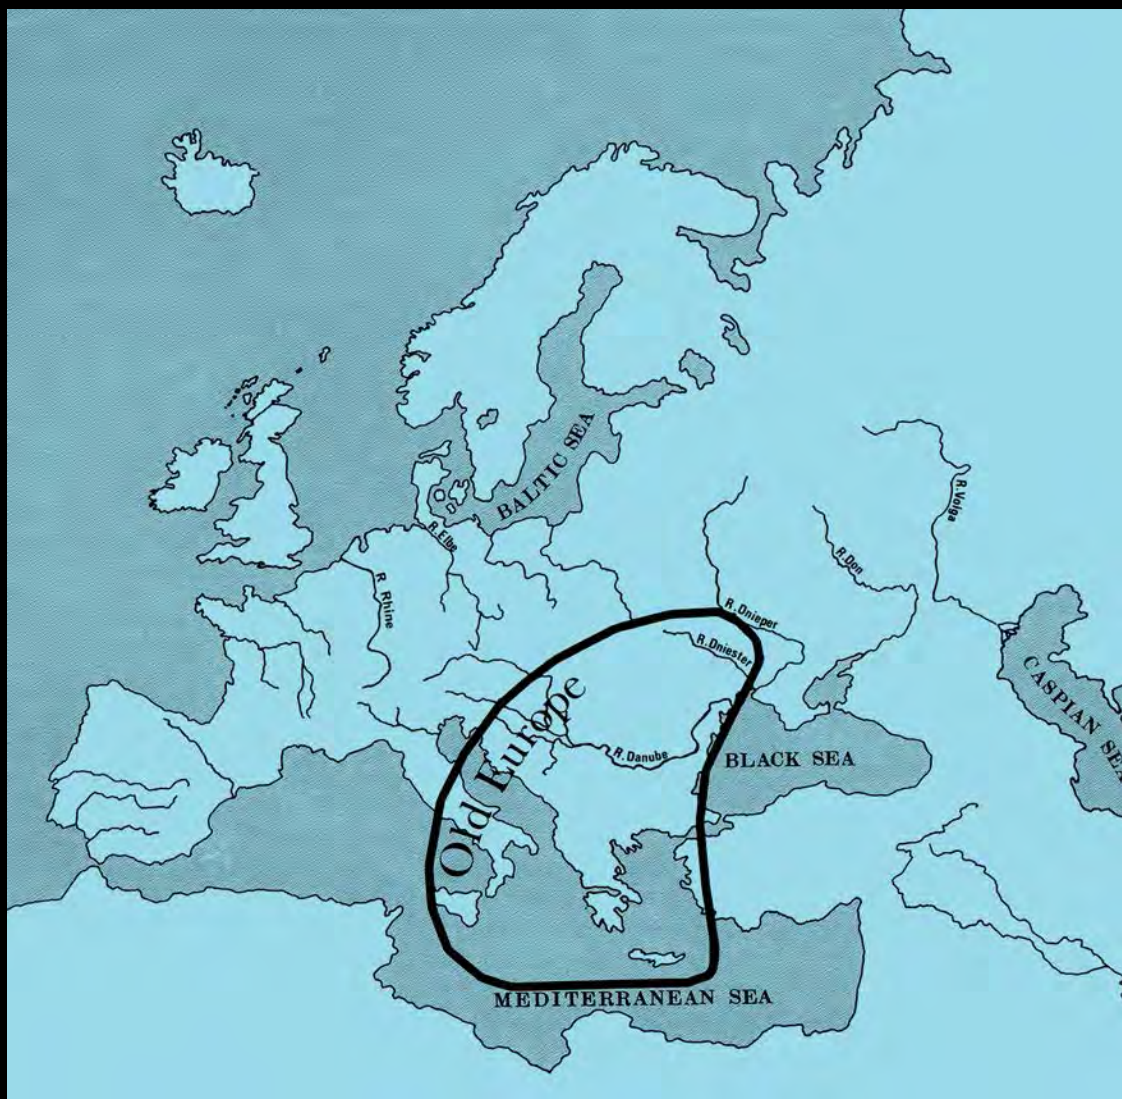 BALTIC SEA
R.Volga
R.Elbe
R.Don
R. Rhine
R.Dnieper
R.Dniester
Old Europe
CASPIAN SEA
R.Danube
BLACK SEA
MEDITERRANEAN SEA